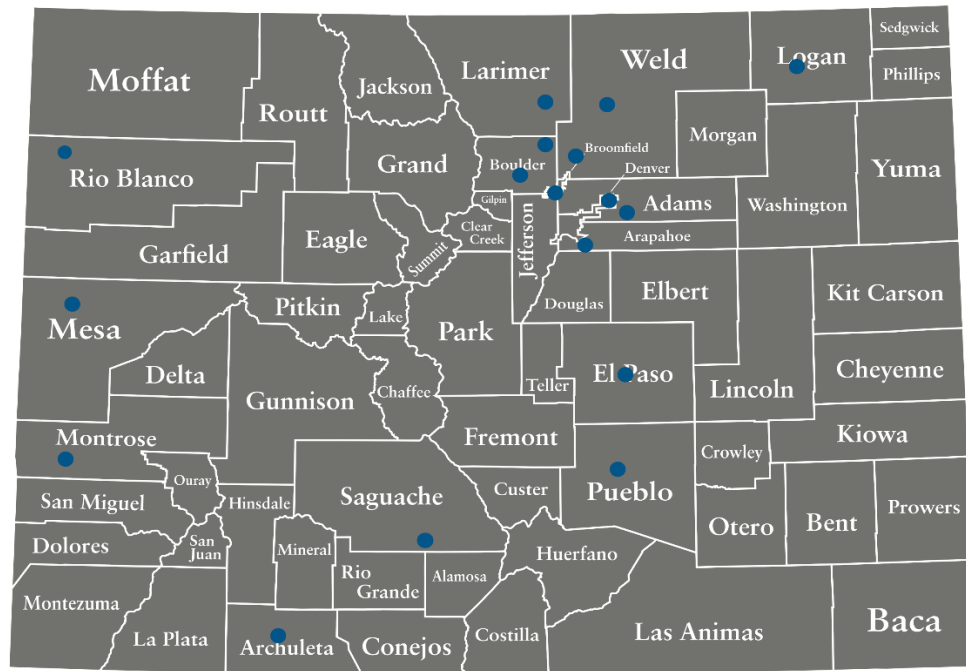 Sedgwick
Moffat
Larimer
Weld
Logan
Jackson
Phillips
Routt
Morgan
Grand
Boulder
Broomfield
Denver
Yuma
Rio Blanco
Gilpin
Adams
Washington
Eagle
Clear
Creek
Jefferson
Arapahoe
Garfield
Summit
Kit Carson
Pitkin
Douglas
Elbert
Mesa
Lake
Park
Delta
Teller
El Paso
Lincoln
Cheyenne
Gunnison
Chaffee
Montrose
Fremont
Kiowa
Crowley
Ouray
Saguache
Custer
Pueblo
San Miguel
Hinsdale
Otero
Bent
Prowers
Dolores
San
Juan
Mineral
Huerfano
Rio
Grande
Alamosa
Montezuma
La Plata
Archuleta
Conejos
Costilla
Las Animas
Baca